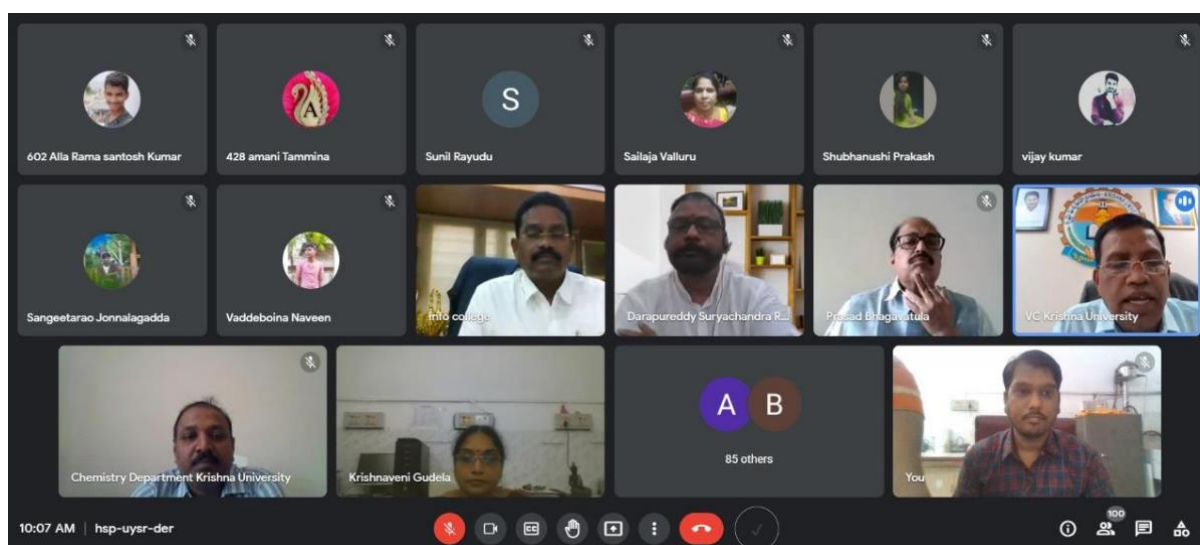 602 Alla Rama santosh Kumar
A
428 amani Tammina
S
Sunil Rayudu
Sailaja Valluru
Shubhanushi Prakash
vijay kumar
Sangeetarao Jonnalagadda
Vaddeboina Naveen
info college
Darapureddy Suryachandra R...
Prasad Bhagavatula
VC Krishna University
Chemistry Department Krishna University
Krishnaveni Gudela
A B
85 others
You
10:07 AM | hsp-uysr-der
CC
100